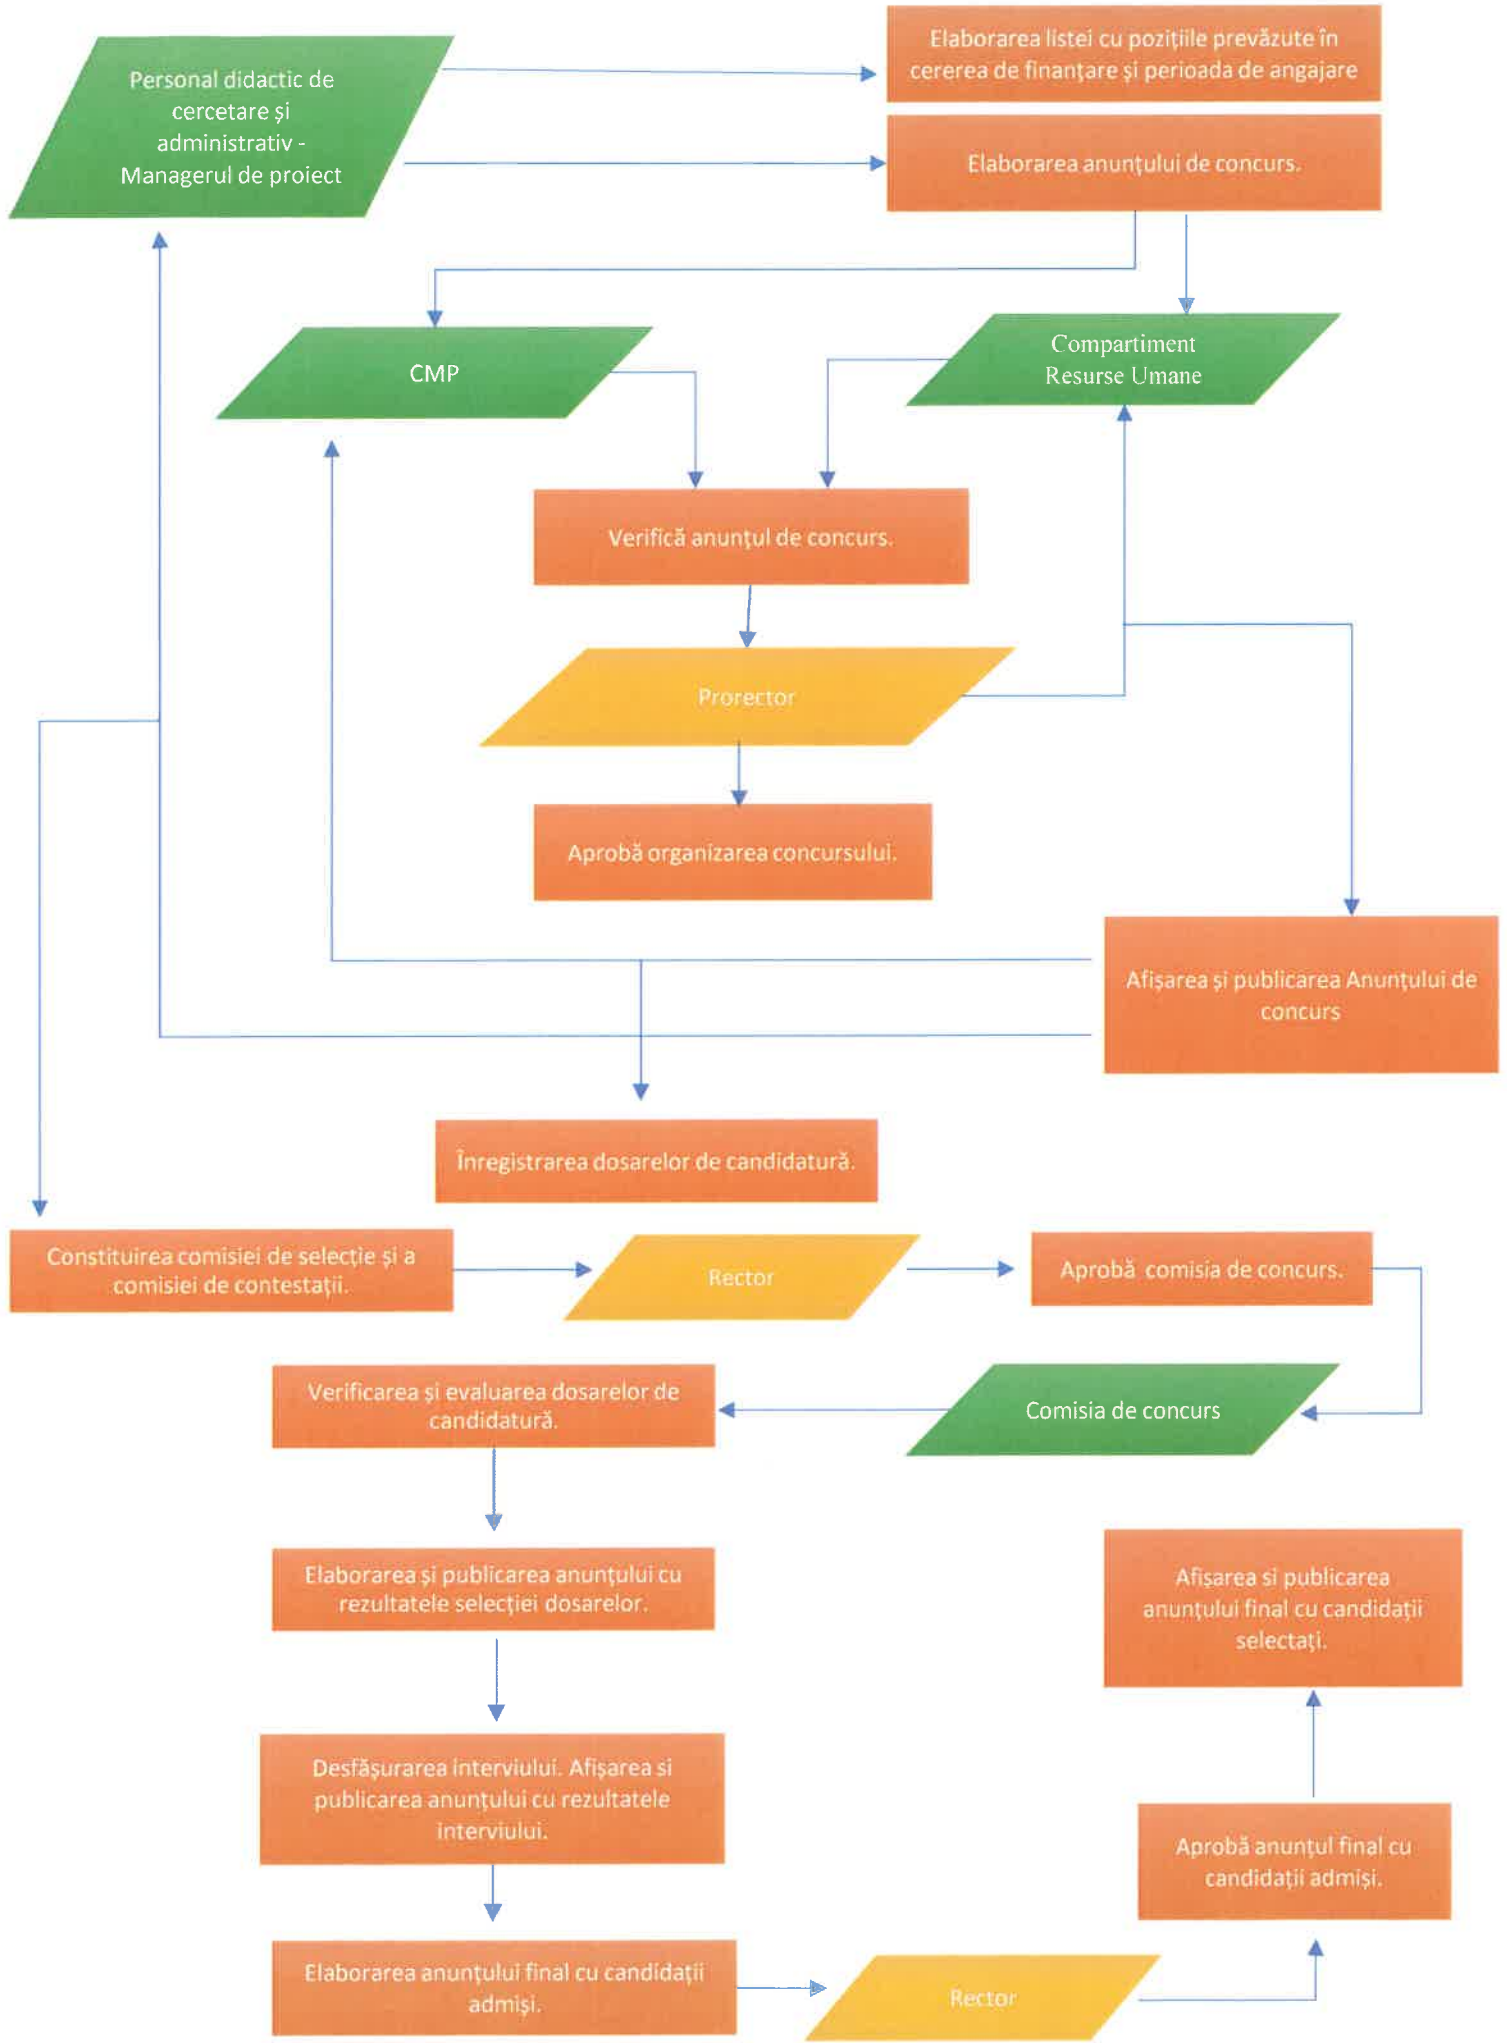 Personal didactic de
cercetare și
administrativ -
Managerul de proiect
Elaborarea listei cu pozițiile prevăzute în
cererea de finanțare și perioada de angajare
Elaborarea anunțului de concurs.
CMP
Compartiment
Resurse Umane
Verifică anunțul de concurs.
Prorector
Aprobă organizarea concursului.
Afișarea și publicarea Anunțului de
concurs
Înregistrarea dosarelor de candidatură.
Constituirea comisiei de selecție și a
comisiei de contestații.
Rector
Aprobă comisia de concurs.
Verificarea și evaluarea dosarelor de
candidatură.
Comisia de concurs
Elaborarea și publicarea anunțului cu
rezultatele selecției dosarelor.
Afișarea si publicarea
anunțului final cu candidații
selectați.
Desfășurarea interviului. Afișarea si
publicarea anunțului cu rezultatele
interviului.
Aprobă anunțul final cu
candidații admiși.
Elaborarea anunțului final cu candidații
admiși.
Rector